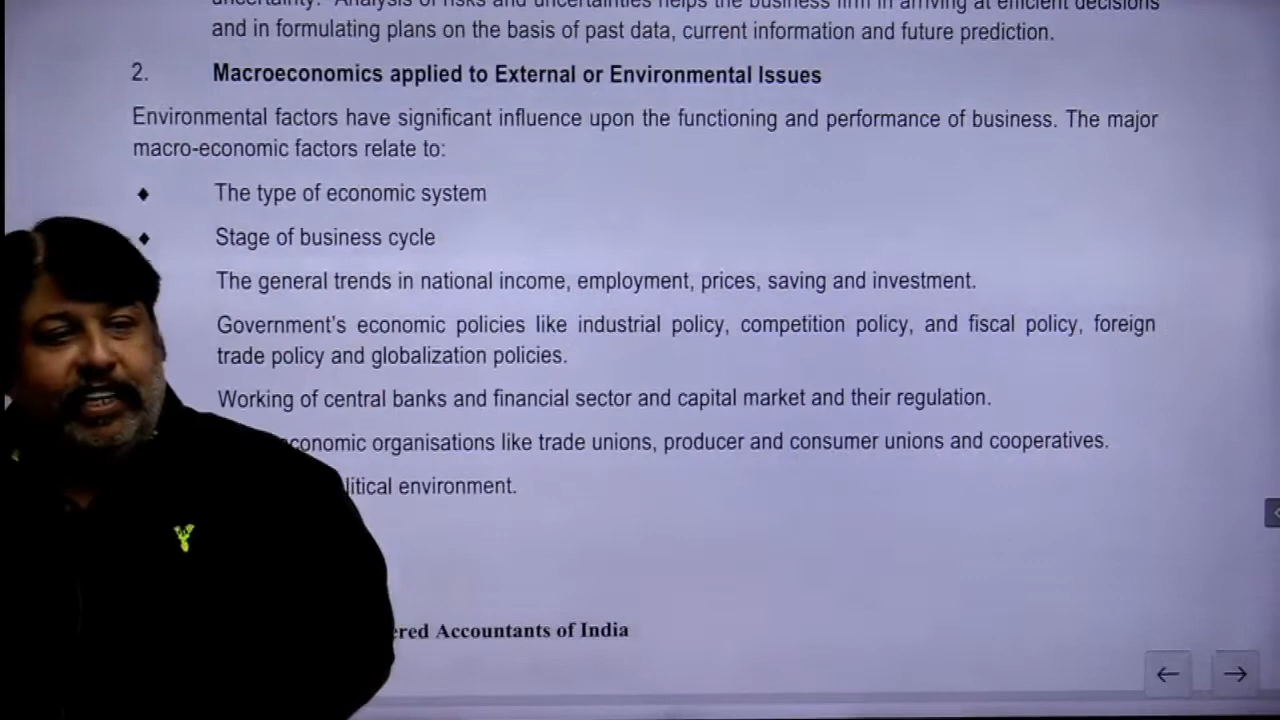 and in formulating plans on the basis of past data, current information and future prediction.
2. Macroeconomics applied to External or Environmental Issues
Environmental factors have significant influence upon the functioning and performance of business. The major
macro-economic factors relate to:
♦ The type of economic system
♦ Stage of business cycle
The general trends in national income, employment, prices, saving and investment.
Government's economic policies like industrial policy, competition policy, and fiscal policy, foreign
trade policy and globalization policies.
Working of central banks and financial sector and capital market and their regulation.
conomic organisations like trade unions, producer and consumer unions and cooperatives.
litical environment.
ered Accountants of India